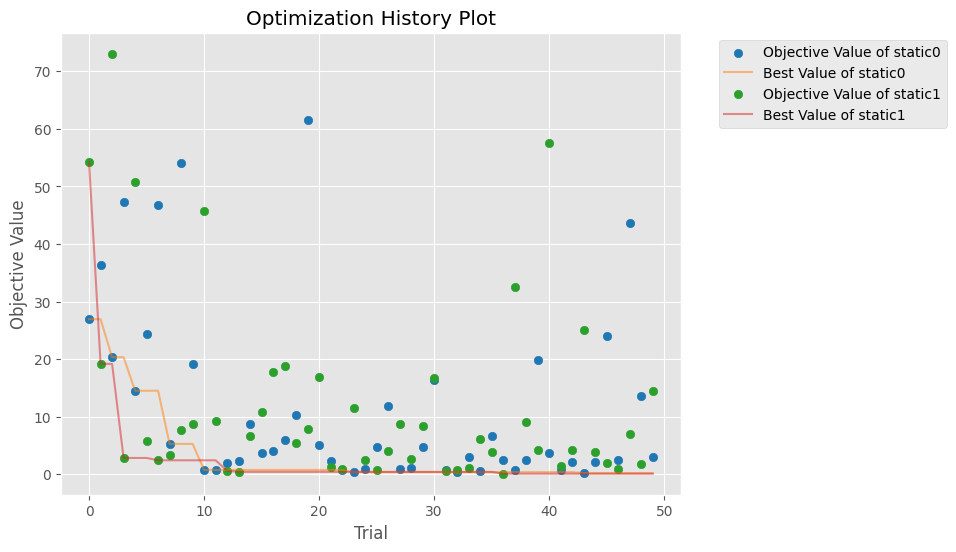 Optimization History Plot
Objective Value of static0
Best Value of static0
Objective Value of static1
Best Value of static1
Objective Value
70
60
50
40
30
20
10
0
0 10 20 30 40 50
Trial